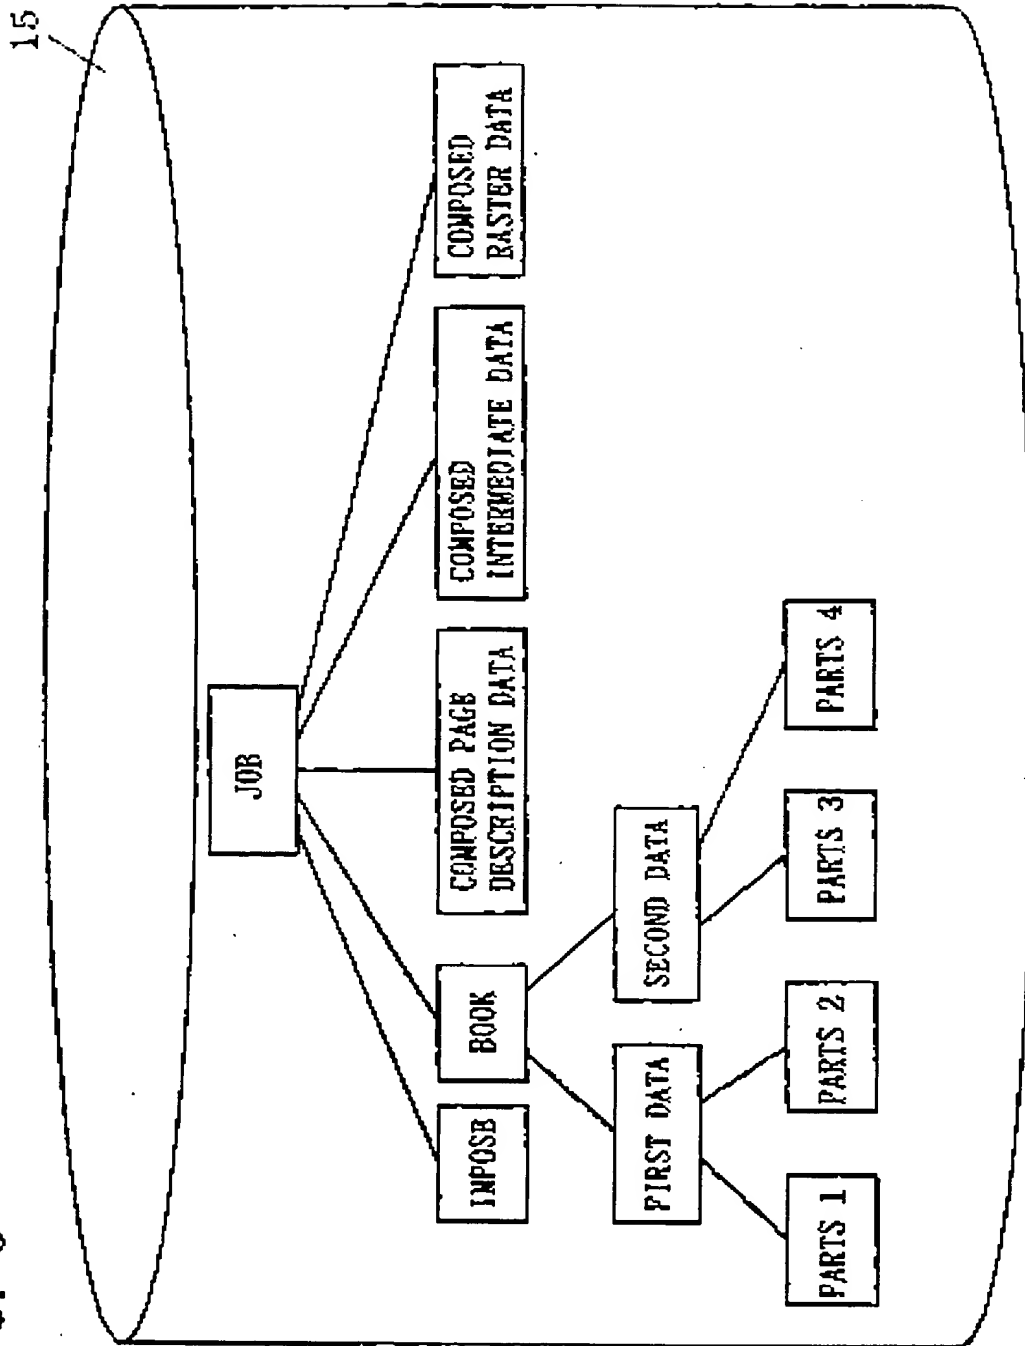 15
JOB
IMPOSE
BOOK
COMPOSED PAGE
DESCRIPTION DATA
COMPOSED
INTERMEDIATE DATA
COMPOSED
RASTER DATA
FIRST DATA
SECOND DATA
PARTS 1
PARTS 2
PARTS 3
PARTS 4